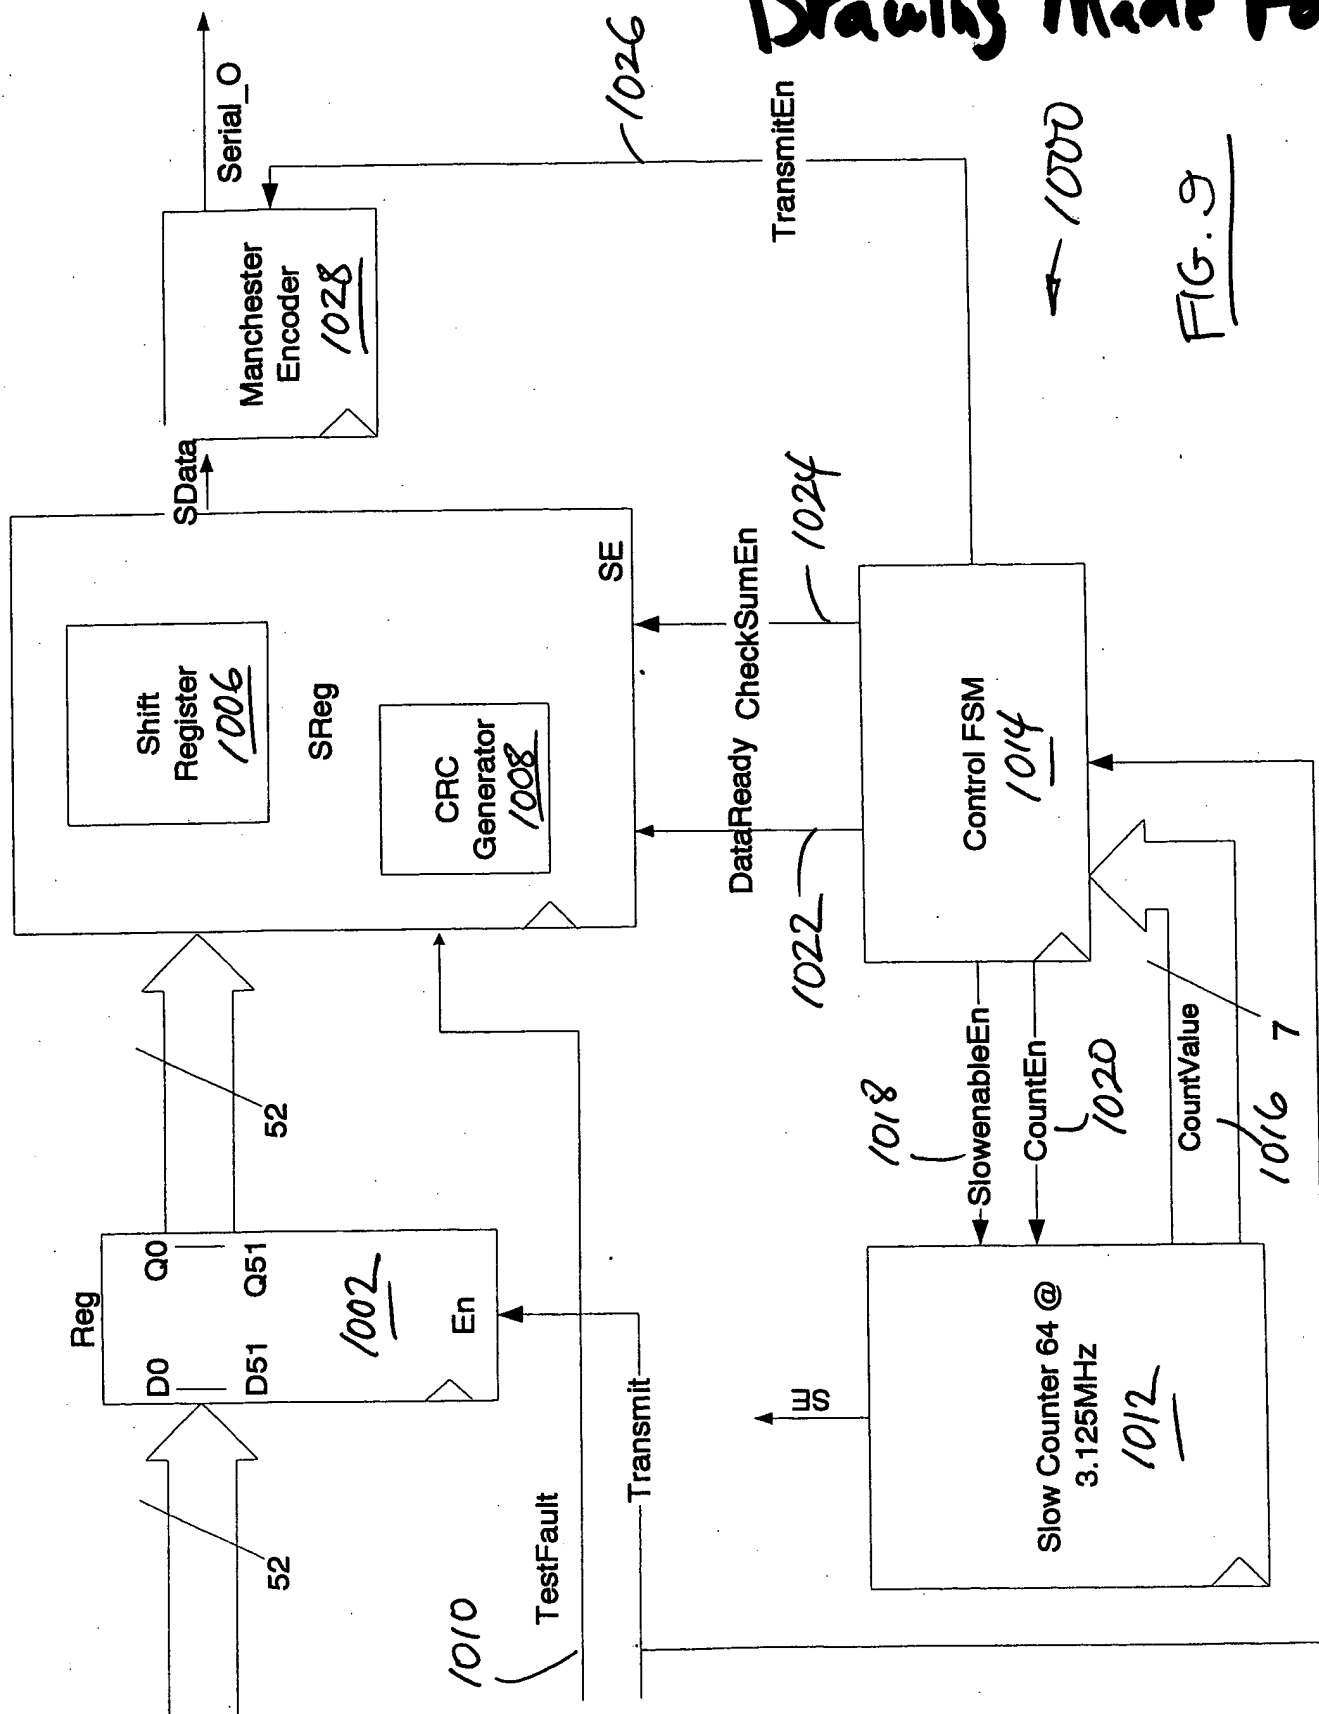 Drawing Made Fo
Serial_O
1026
Manchester
Encoder
1028
TransmitEn
1000
FIG. 9
SData
Shift
Register
1006
SReg
CRC
Generator
1008
SE
DataReady
CheckSumEn
1022
1024
Control FSM
1014
52
Reg
D0
Q0
D51
Q51
1002
En
52
1018
SlowenableEn
CountEn
1020
CountValue
1016
7
SE
Slow Counter 64 @
3.125MHz
1012
1010
TestFault
Transmit